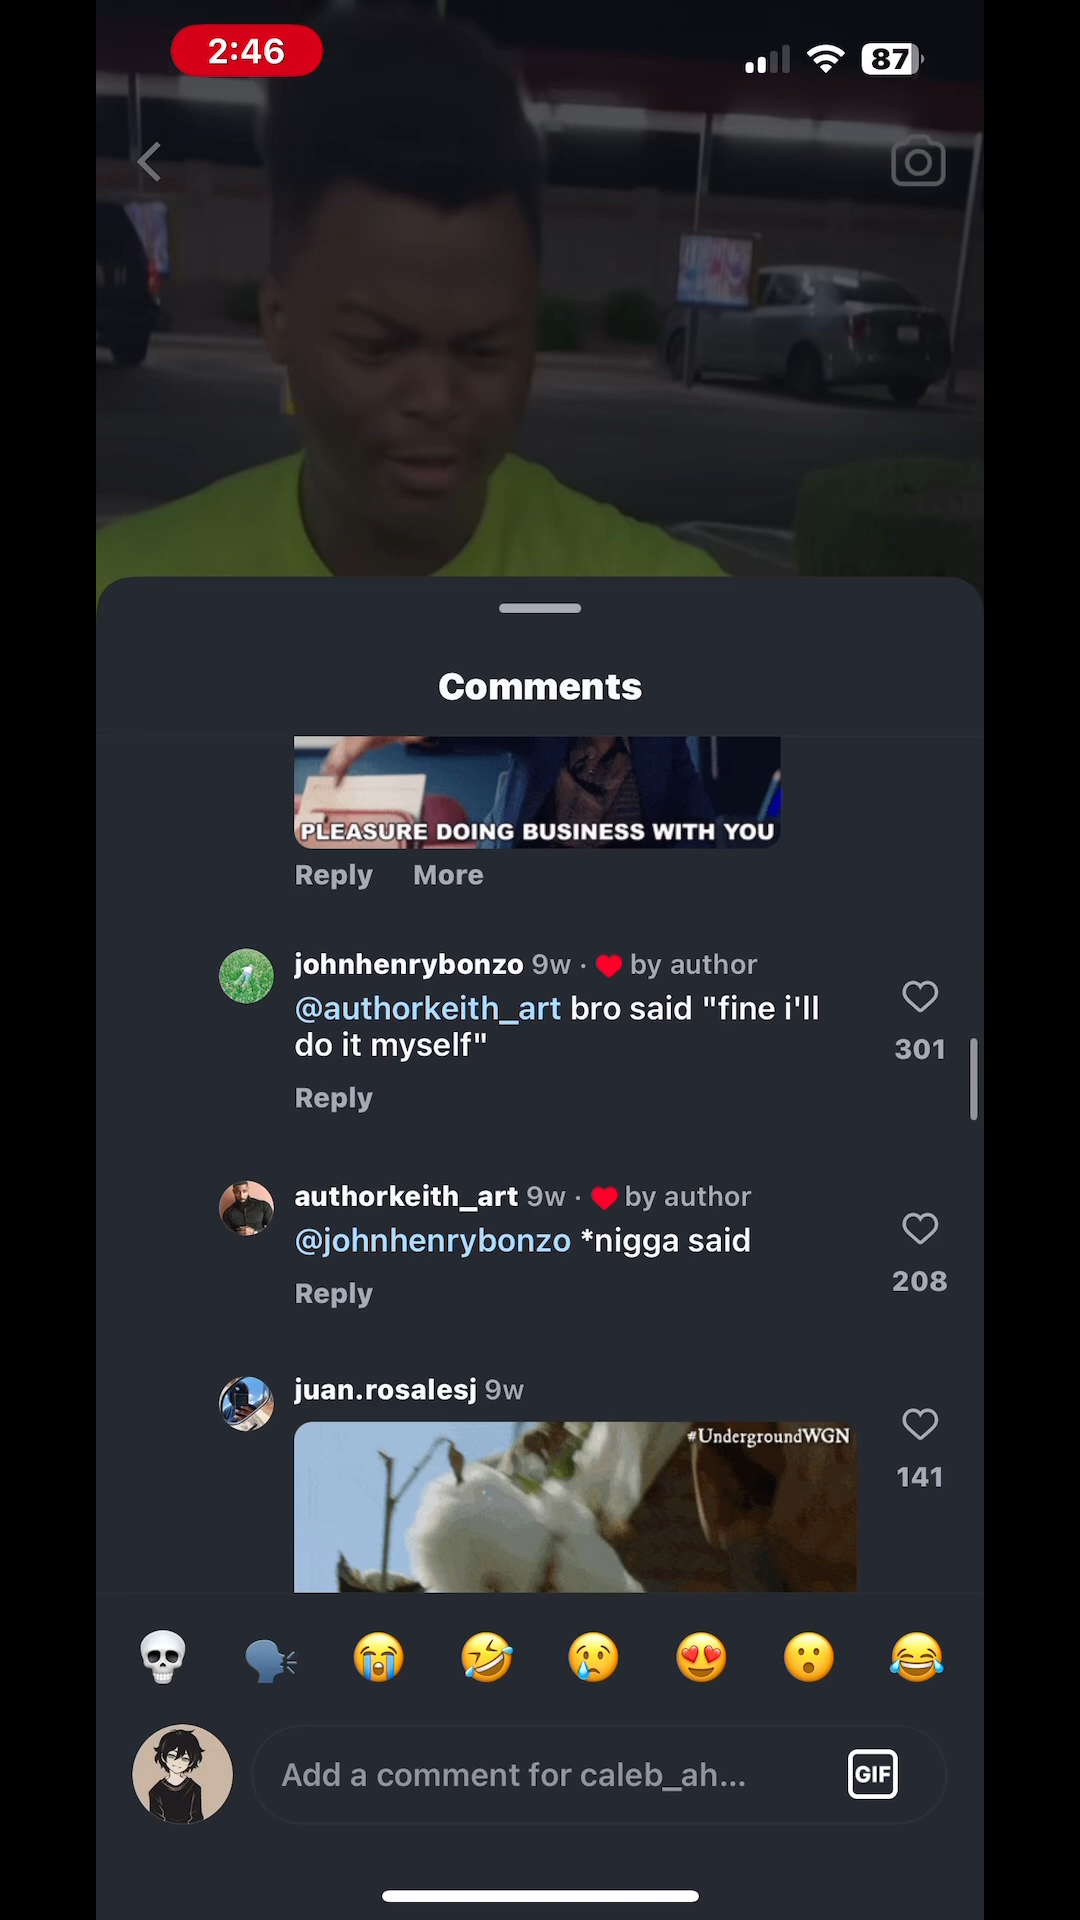 2:46
87
Comments
PLEASURE DOING BUSINESS WITH YOU
Reply More
johnhenrybonzo 9w · ❤️ by author
@authorkeith_art bro said "fine i'll
do it myself"
301
Reply
authorkeith_art 9w · ❤️ by author
@johnhenrybonzo *nigga said
208
Reply
juan.rosalesj 9w
#UndergroundWGN
141
Add a comment for caleb_ah...
GIF